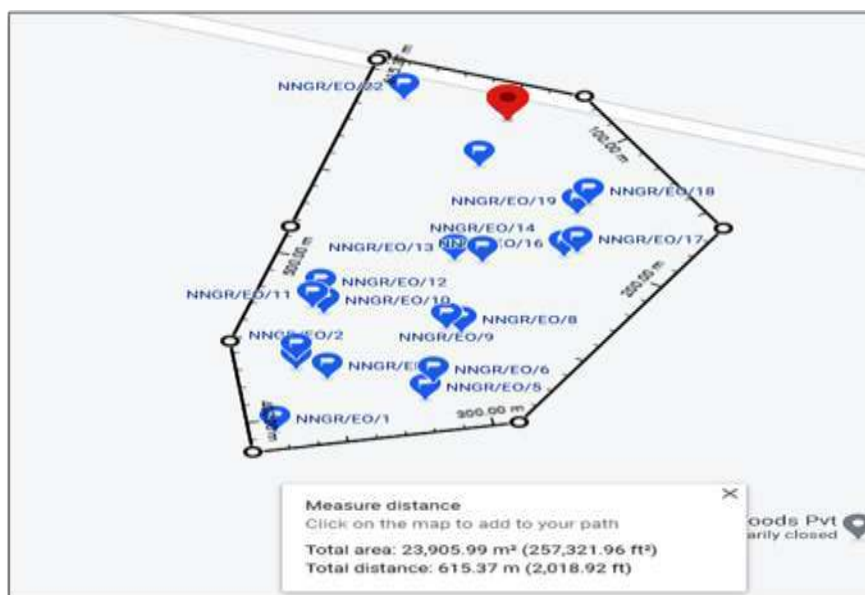 615.37 m
NNGR/EO/22
100.00 m
NNGR/EO/18
NNGR/EO/19
NNGR/EO/14
NNGR/EO/13
NNGR/EO/16
NNGR/EO/17
500.00 m
200.00 m
NNGR/EO/12
NNGR/EO/11
NNGR/EO/10
NNGR/EO/8
NNGR/EO/2
NNGR/EO/9
NNGR/EO/6
NNGR/EO/5
300.00 m
NNGR/EO/1
Measure distance
Click on the map to add to your path
Total area: 23,905.99 m² (257,321.96 ft²)
Total distance: 615.37 m (2,018.92 ft)
oods Pvt
arily closed